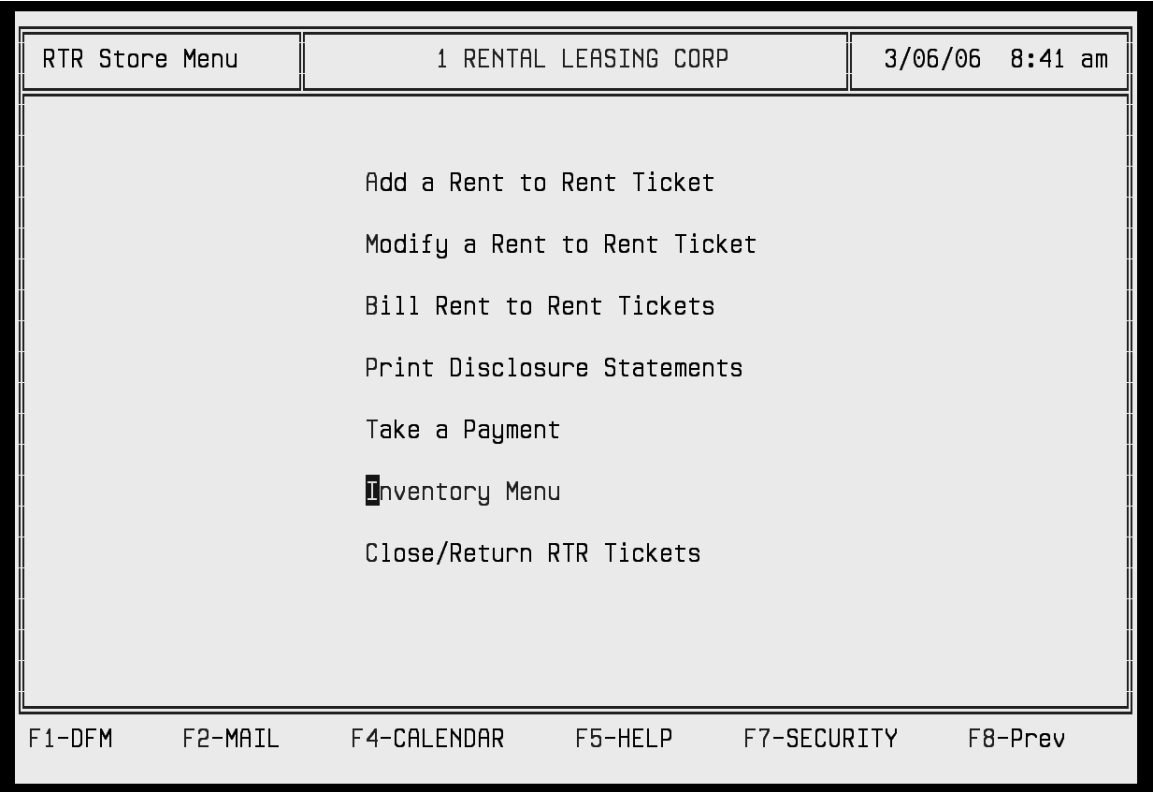 RTR Store Menu 1 RENTAL LEASING CORP 3/06/06 8:41 am
Add a Rent to Rent Ticket
Modify a Rent to Rent Ticket
Bill Rent to Rent Tickets
Print Disclosure Statements
Take a Payment
Inventory Menu
Close/Return RTR Tickets
F1-DFM F2-MAIL F4-CALENDAR F5-HELP F7-SECURITY F8-Prev